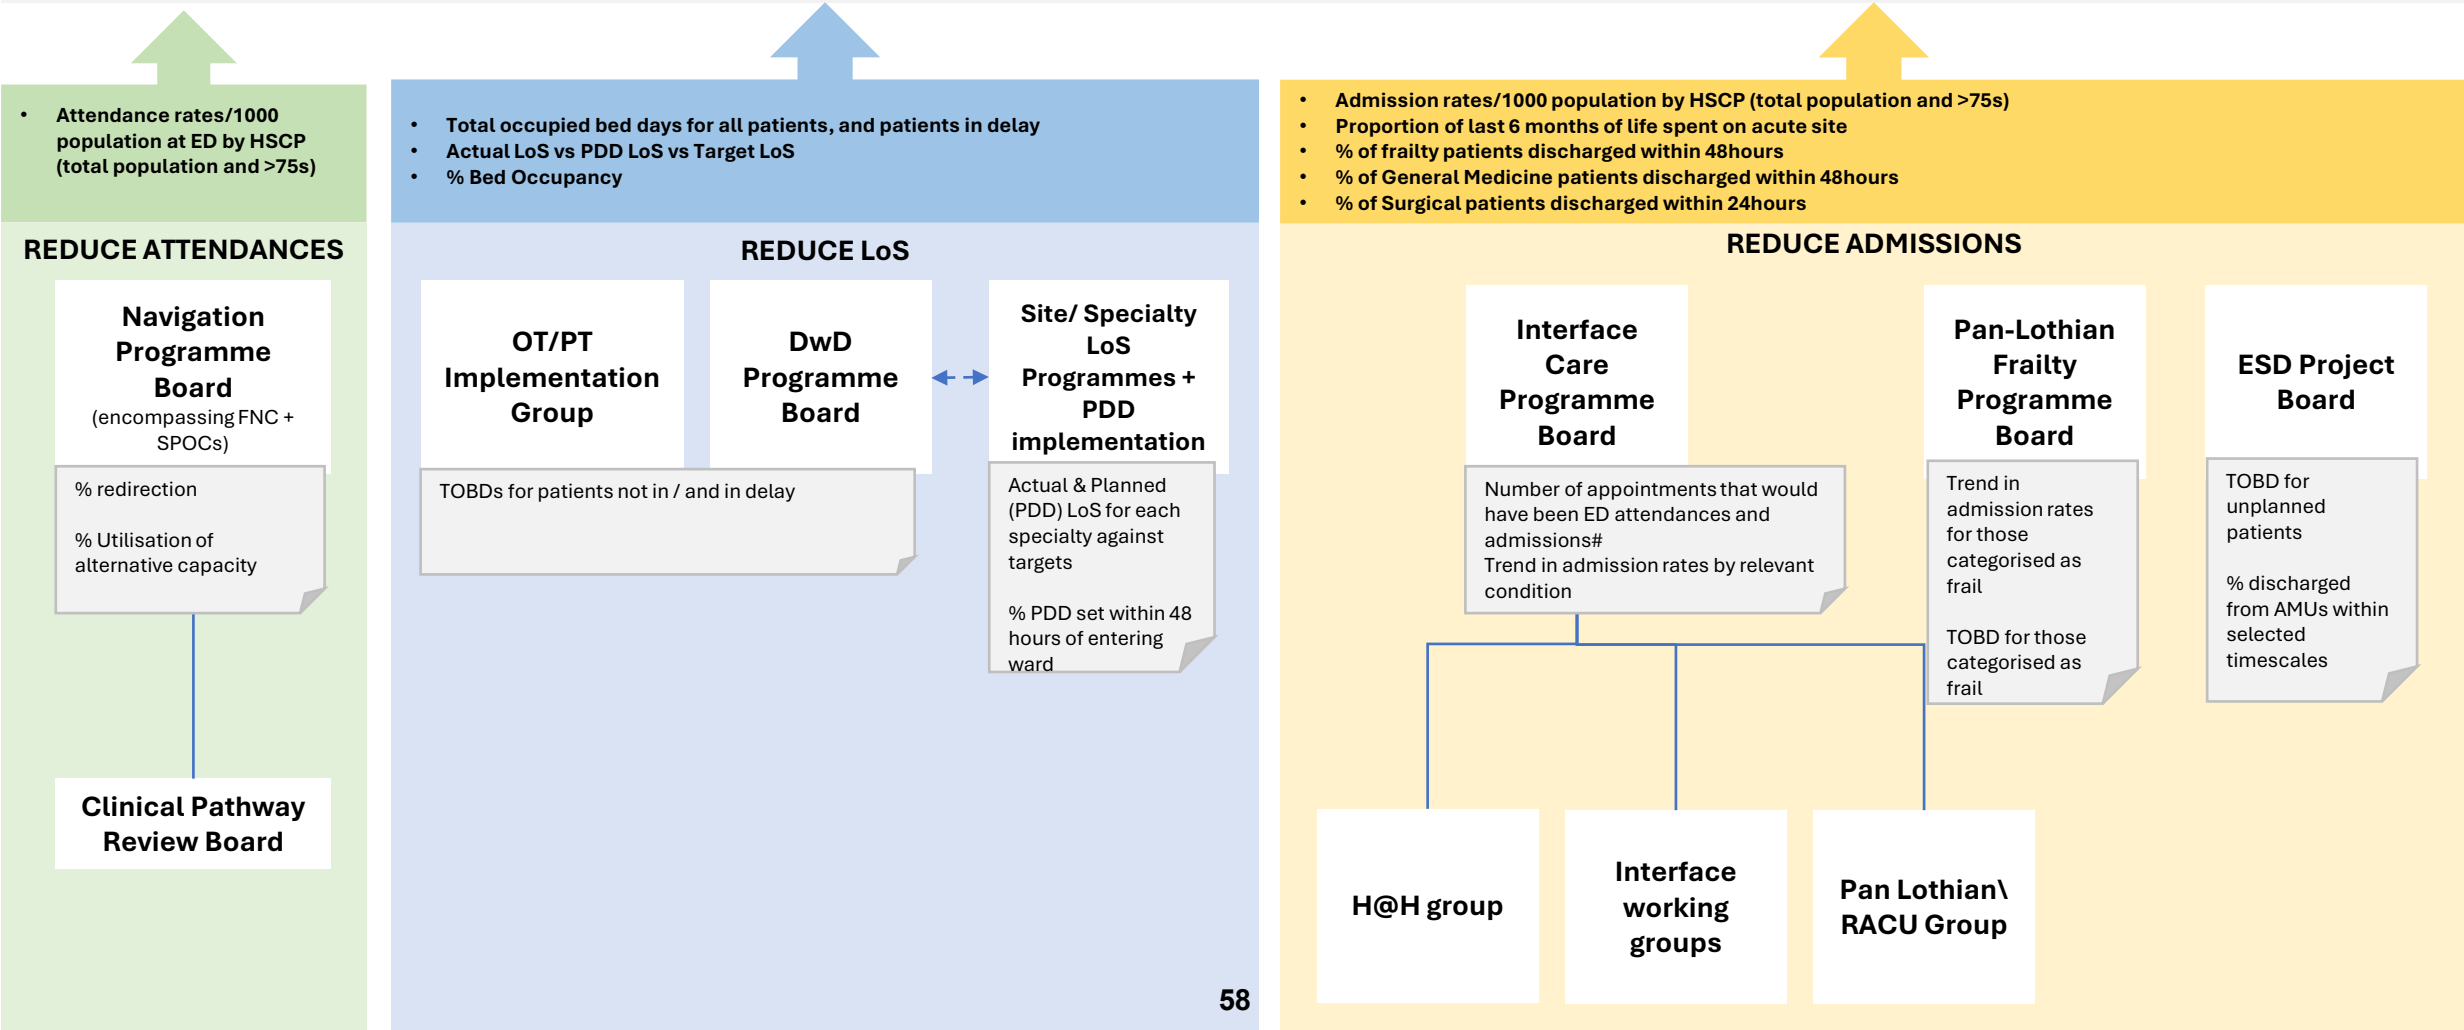 • Attendance rates/1000
population at ED by HSCP
(total population and >75s)
REDUCE ATTENDANCES
Navigation
Programme
Board
(encompassing FNC +
SPOCs)
% redirection
% Utilisation of
alternative capacity
Clinical Pathway
Review Board
• Total occupied bed days for all patients, and patients in delay
• Actual LoS vs PDD LoS vs Target LoS
• % Bed Occupancy
REDUCE LoS
OT/PT
Implementation
Group
DwD
Programme
Board
TOBDs for patients not in / and in delay
Site/ Specialty
LoS
Programmes +
PDD
implementation
Actual & Planned
(PDD) LoS for each
specialty against
targets
% PDD set within 48
hours of entering
ward
58
• Admission rates/1000 population by HSCP (total population and >75s)
• Proportion of last 6 months of life spent on acute site
• % of frailty patients discharged within 48hours
• % of General Medicine patients discharged within 48hours
• % of Surgical patients discharged within 24hours
REDUCE ADMISSIONS
Interface
Care
Programme
Board
Number of appointments that would
have been ED attendances and
admissions#
Trend in admission rates by relevant
condition
Pan-Lothian
Frailty
Programme
Board
Trend in
admission rates
for those
categorised as
frail
TOBD for those
categorised as
frail
ESD Project
Board
TOBD for
unplanned
patients
% discharged
from AMUs within
selected
timescales
H@H group
Interface
working
groups
Pan Lothian\
RACU Group